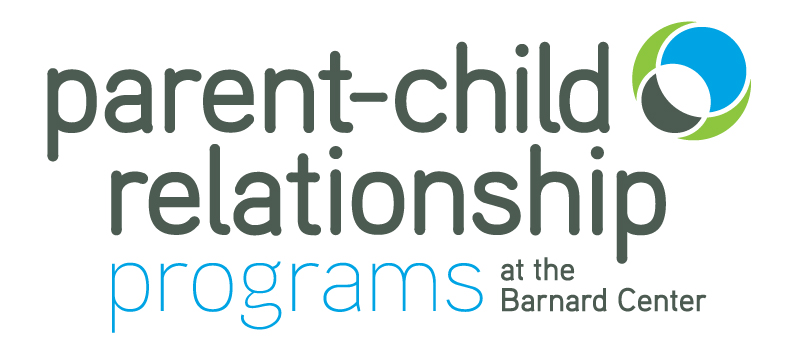 parent-child
relationship
programs
at the
Barnard Center